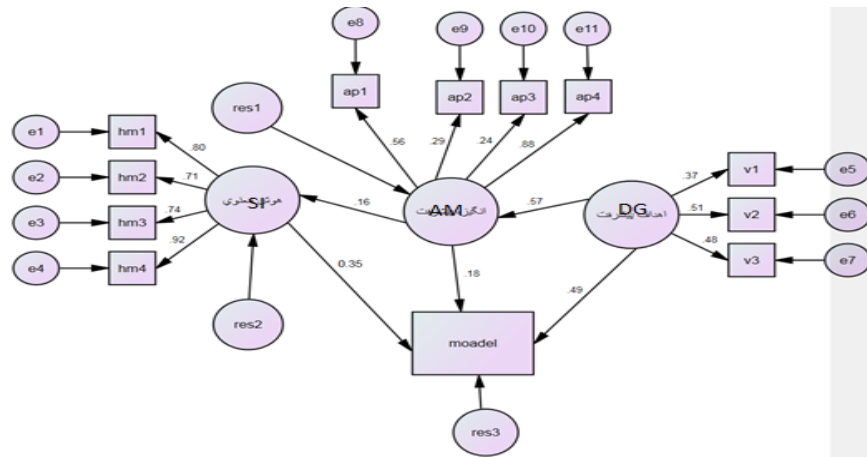 e8
e9
e10
e11
ap1
ap2
ap3
ap4
res1
e1
hm1
.80
.56
.29
.24
.88
e2
hm2
.71
e3
hm3
.74
e4
hm4
.92
SI
.16
AM
.57
DG
اهداف پیشرفت
.37
v1
e5
.51
v2
e6
.48
v3
e7
0.35
.18
.49
res2
moadel
res3